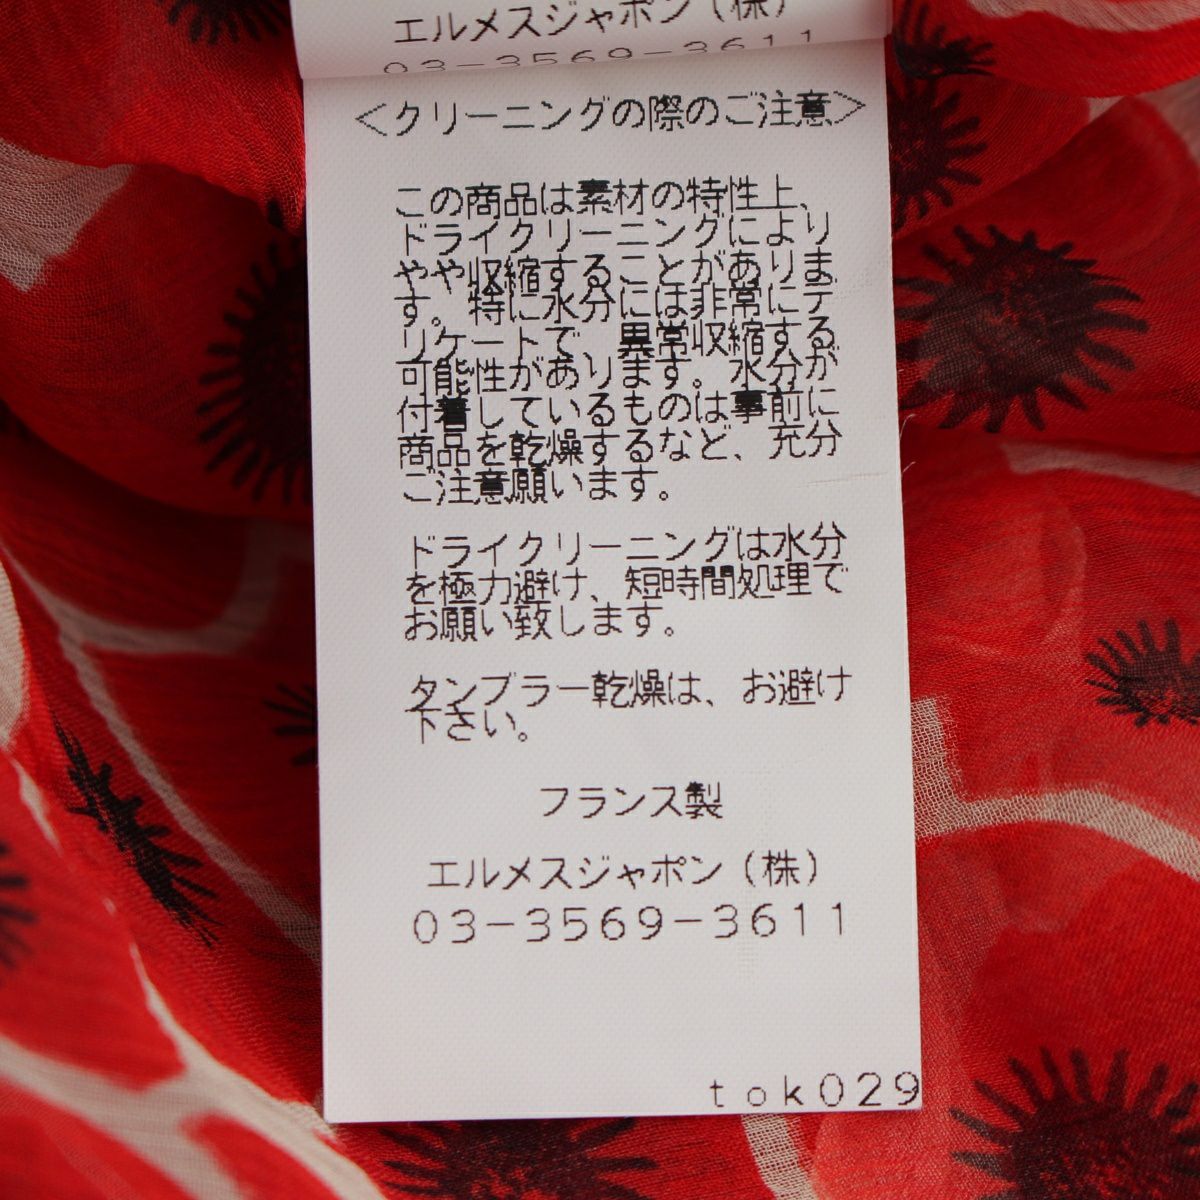 エルメスジャポン（株）
03-3569-3611
＜クリーニングの際のご注意＞
この商品は素材の特性上、
ドライクリーニングにより
やや収縮することがありま
す。特に水分には非常にデ
リケートで、異常収縮する
可能性があります。水分が
付着しているものは事前に
商品を乾燥するなど、充分
ご注意願います。
ドライクリーニングは水分
を極力避け、短時間処理で
お願い致します。
タンブラー乾燥は、お避け
下さい。
フランス製
エルメスジャポン（株）
03-3569-3611
tok029